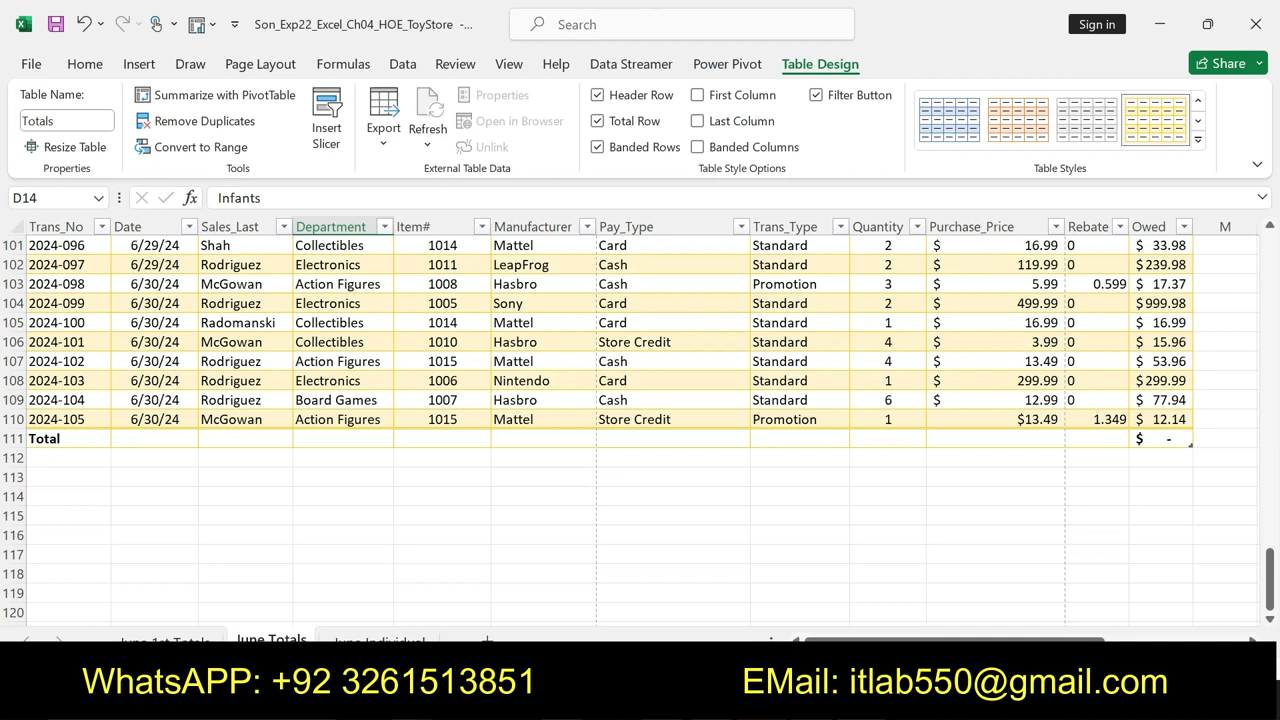 Son_Exp22_Excel_Ch04_HOE_ToyStore -... Search Sign in
File Home Insert Draw Page Layout Formulas Data Review View Help Data Streamer Power Pivot Table Design Share
Table Name:
Totals
Resize Table
Properties
Summarize with PivotTable
Remove Duplicates
Convert to Range
Insert Slicer
Tools
Export
Refresh
Properties
Open in Browser
Unlink
External Table Data
Header Row First Column Filter Button
Total Row Last Column
Banded Rows Banded Columns
Table Style Options
Table Styles
D14 fx Infants
Trans_No Date Sales_Last Department Item# Manufacturer Pay_Type Trans_Type Quantity Purchase_Price Rebate Owed M
101 2024-096 6/29/24 Shah Collectibles 1014 Mattel Card Standard 2 $ 16.99 0 $ 33.98
102 2024-097 6/29/24 Rodriguez Electronics 1011 LeapFrog Cash Standard 2 $ 119.99 0 $239.98
103 2024-098 6/30/24 McGowan Action Figures 1008 Hasbro Cash Promotion 3 $ 5.99 0.599 $ 17.37
104 2024-099 6/30/24 Rodriguez Electronics 1005 Sony Card Standard 2 $ 499.99 0 $999.98
105 2024-100 6/30/24 Radomanski Collectibles 1014 Mattel Card Standard 1 $ 16.99 0 $ 16.99
106 2024-101 6/30/24 McGowan Collectibles 1010 Hasbro Store Credit Standard 4 $ 3.99 0 $ 15.96
107 2024-102 6/30/24 Rodriguez Action Figures 1015 Mattel Cash Standard 4 $ 13.49 0 $ 53.96
108 2024-103 6/30/24 Rodriguez Electronics 1006 Nintendo Card Standard 1 $ 299.99 0 $299.99
109 2024-104 6/30/24 Rodriguez Board Games 1007 Hasbro Cash Standard 6 $ 12.99 0 $ 77.94
110 2024-105 6/30/24 McGowan Action Figures 1015 Mattel Store Credit Promotion 1 $13.49 1.349 $ 12.14
111 Total $ -
112
113
114
115
116
117
118
119
120
June 1st Totals June Totals June Individual
WhatsAPP: +92 3261513851 EMail: itlab550@gmail.com